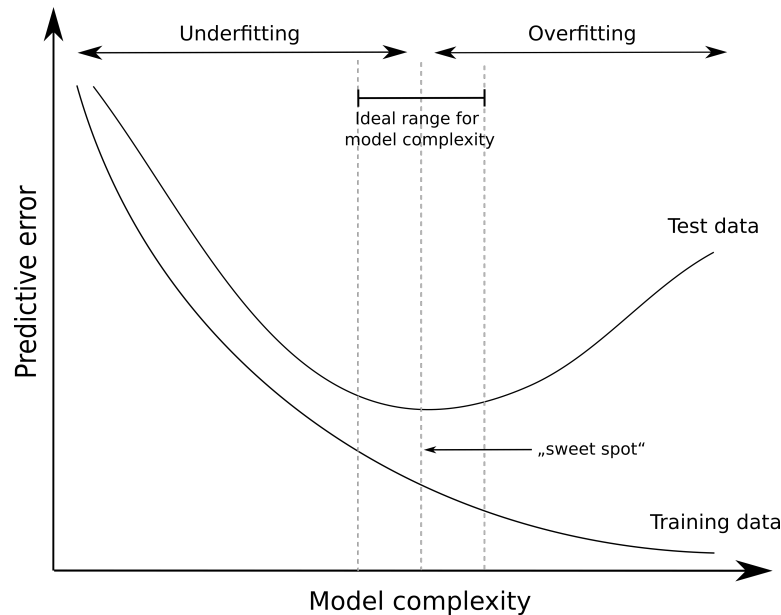 Underfitting
Overfitting
Ideal range for
model complexity
Predictive error
Test data
„sweet spot“
Training data
Model complexity